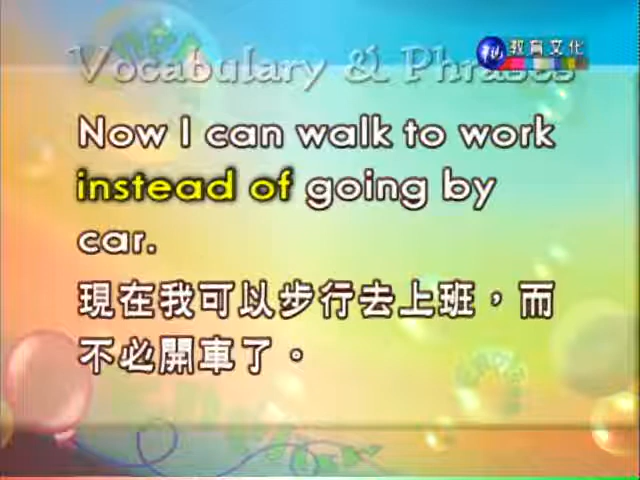 教育文化
Vocabulary & Phrases
Now I can walk to work
instead of going by
car.
現在我可以步行去上班，而
不必開車了。